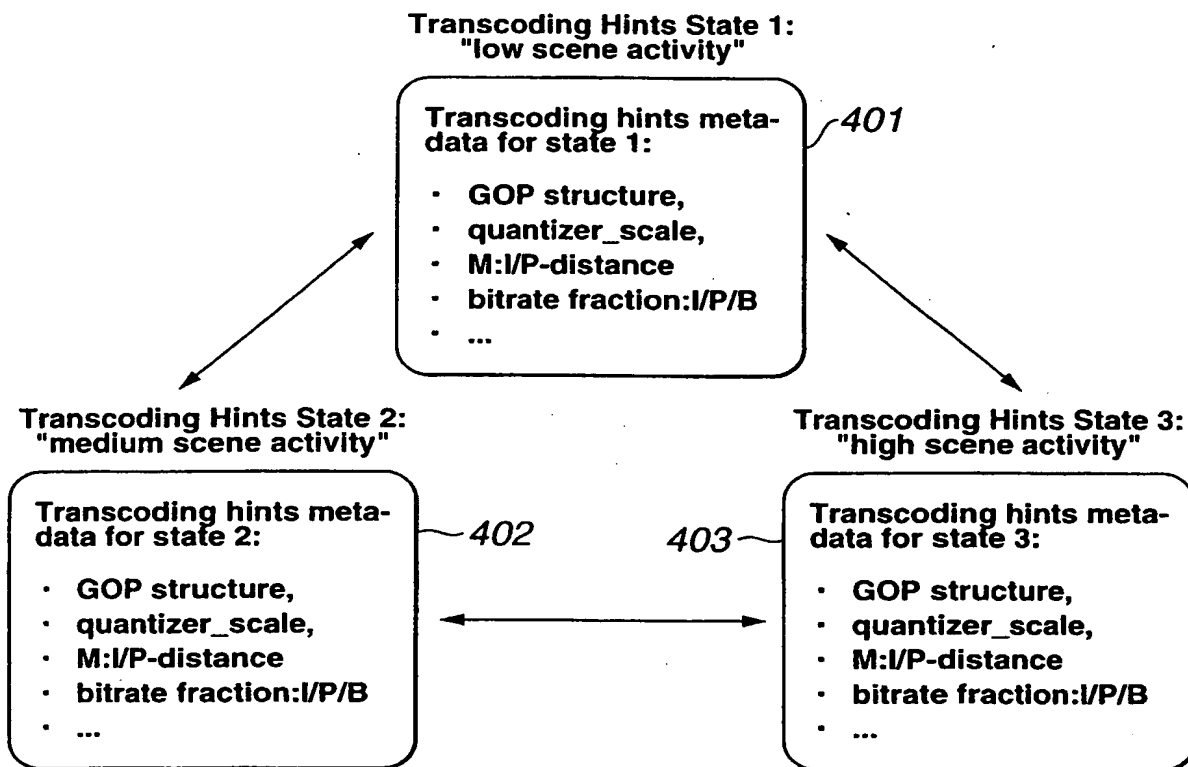 Transcoding Hints State 1:
"low scene activity"
Transcoding hints meta-
data for state 1:
· GOP structure,
· quantizer_scale,
· M:I/P-distance
· bitrate fraction:I/P/B
· ...
401
Transcoding Hints State 2:
"medium scene activity"
Transcoding hints meta-
data for state 2:
· GOP structure,
· quantizer_scale,
· M:I/P-distance
· bitrate fraction:I/P/B
· ...
402
Transcoding Hints State 3:
"high scene activity"
403
Transcoding hints meta-
data for state 3:
· GOP structure,
· quantizer_scale,
· M:I/P-distance
· bitrate fraction:I/P/B
· ...